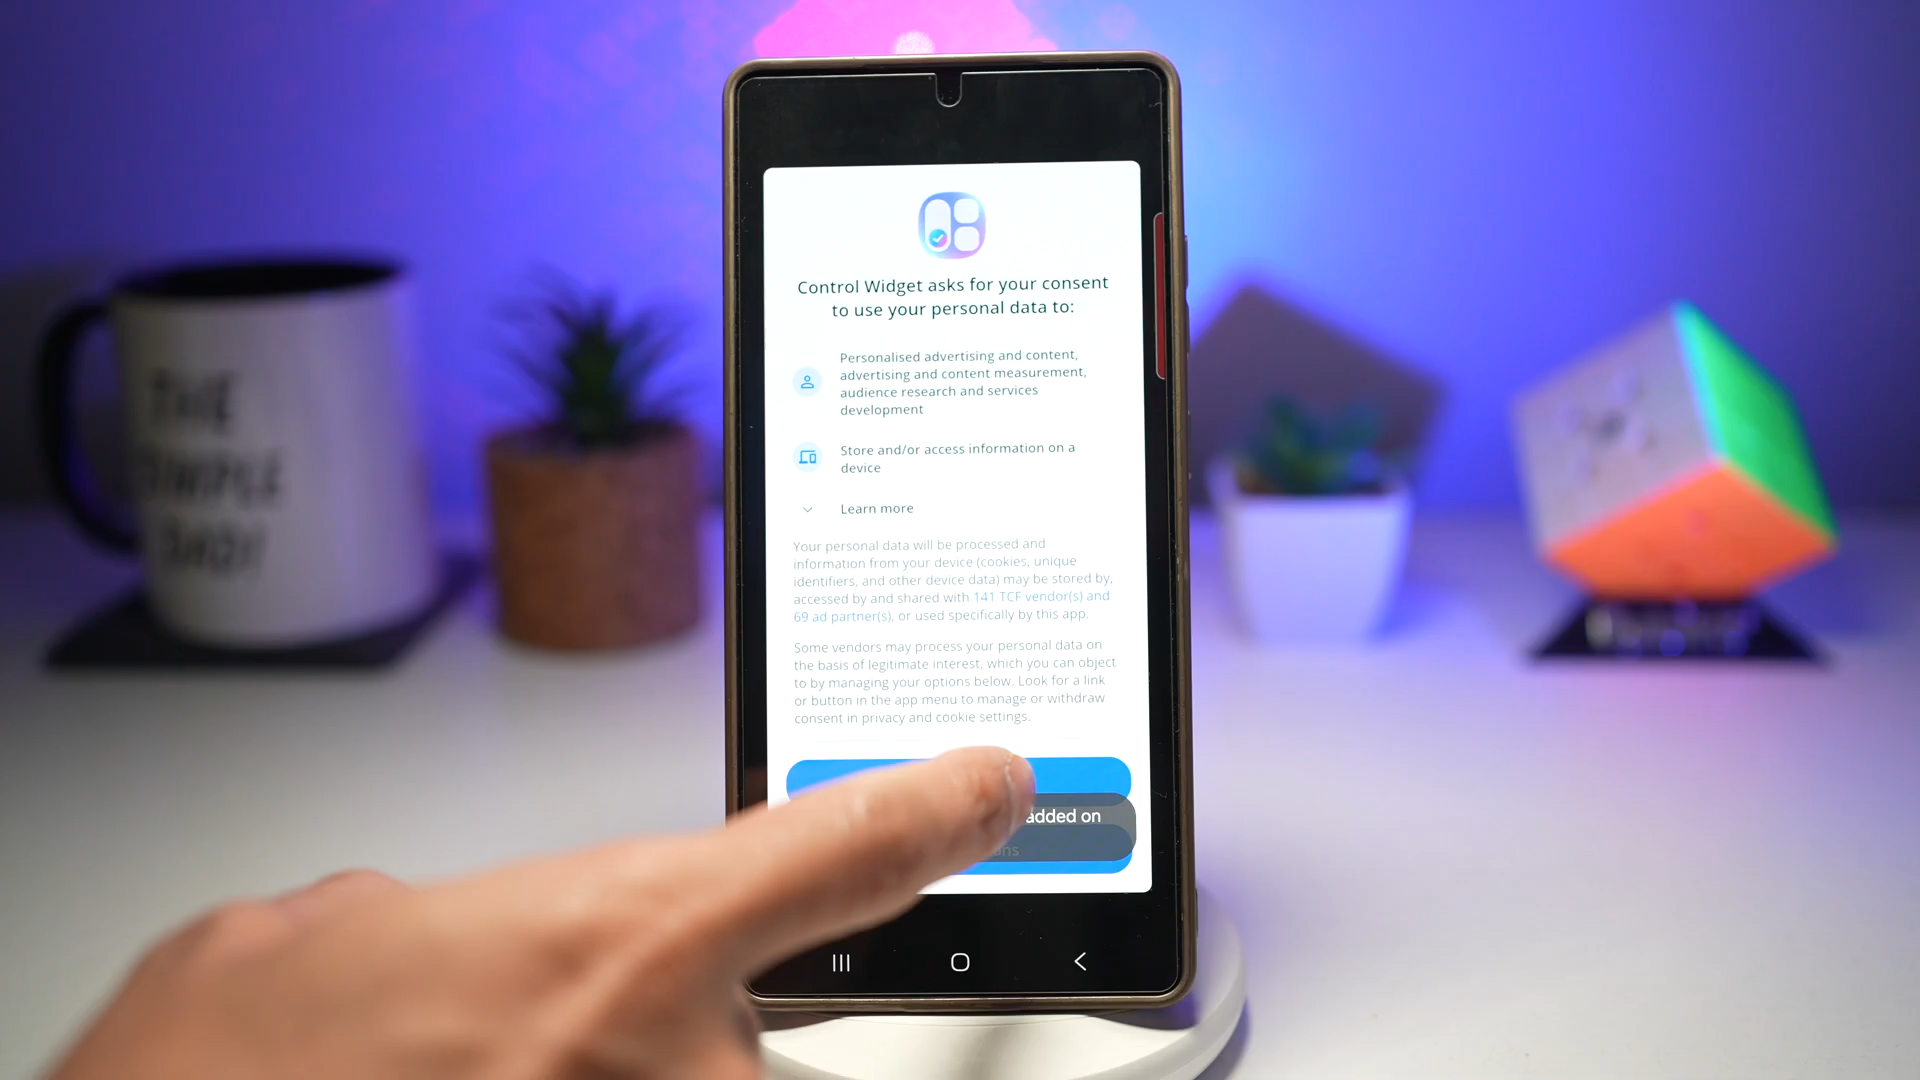 Control Widget asks for your consent
to use your personal data to:
Personalised advertising and content,
advertising and content measurement,
audience research and services
development
Store and/or access information on a
device
Learn more
Your personal data will be processed and
information from your device (cookies, unique
identifiers, and other device data) may be stored by,
accessed by and shared with 141 TCF vendor(s) and
69 ad partner(s), or used specifically by this app.
Some vendors may process your personal data on
the basis of legitimate interest, which you can object
to by managing your options below. Look for a link
or button in the app menu to manage or withdraw
consent in privacy and cookie settings.
added on
THE
DAD!